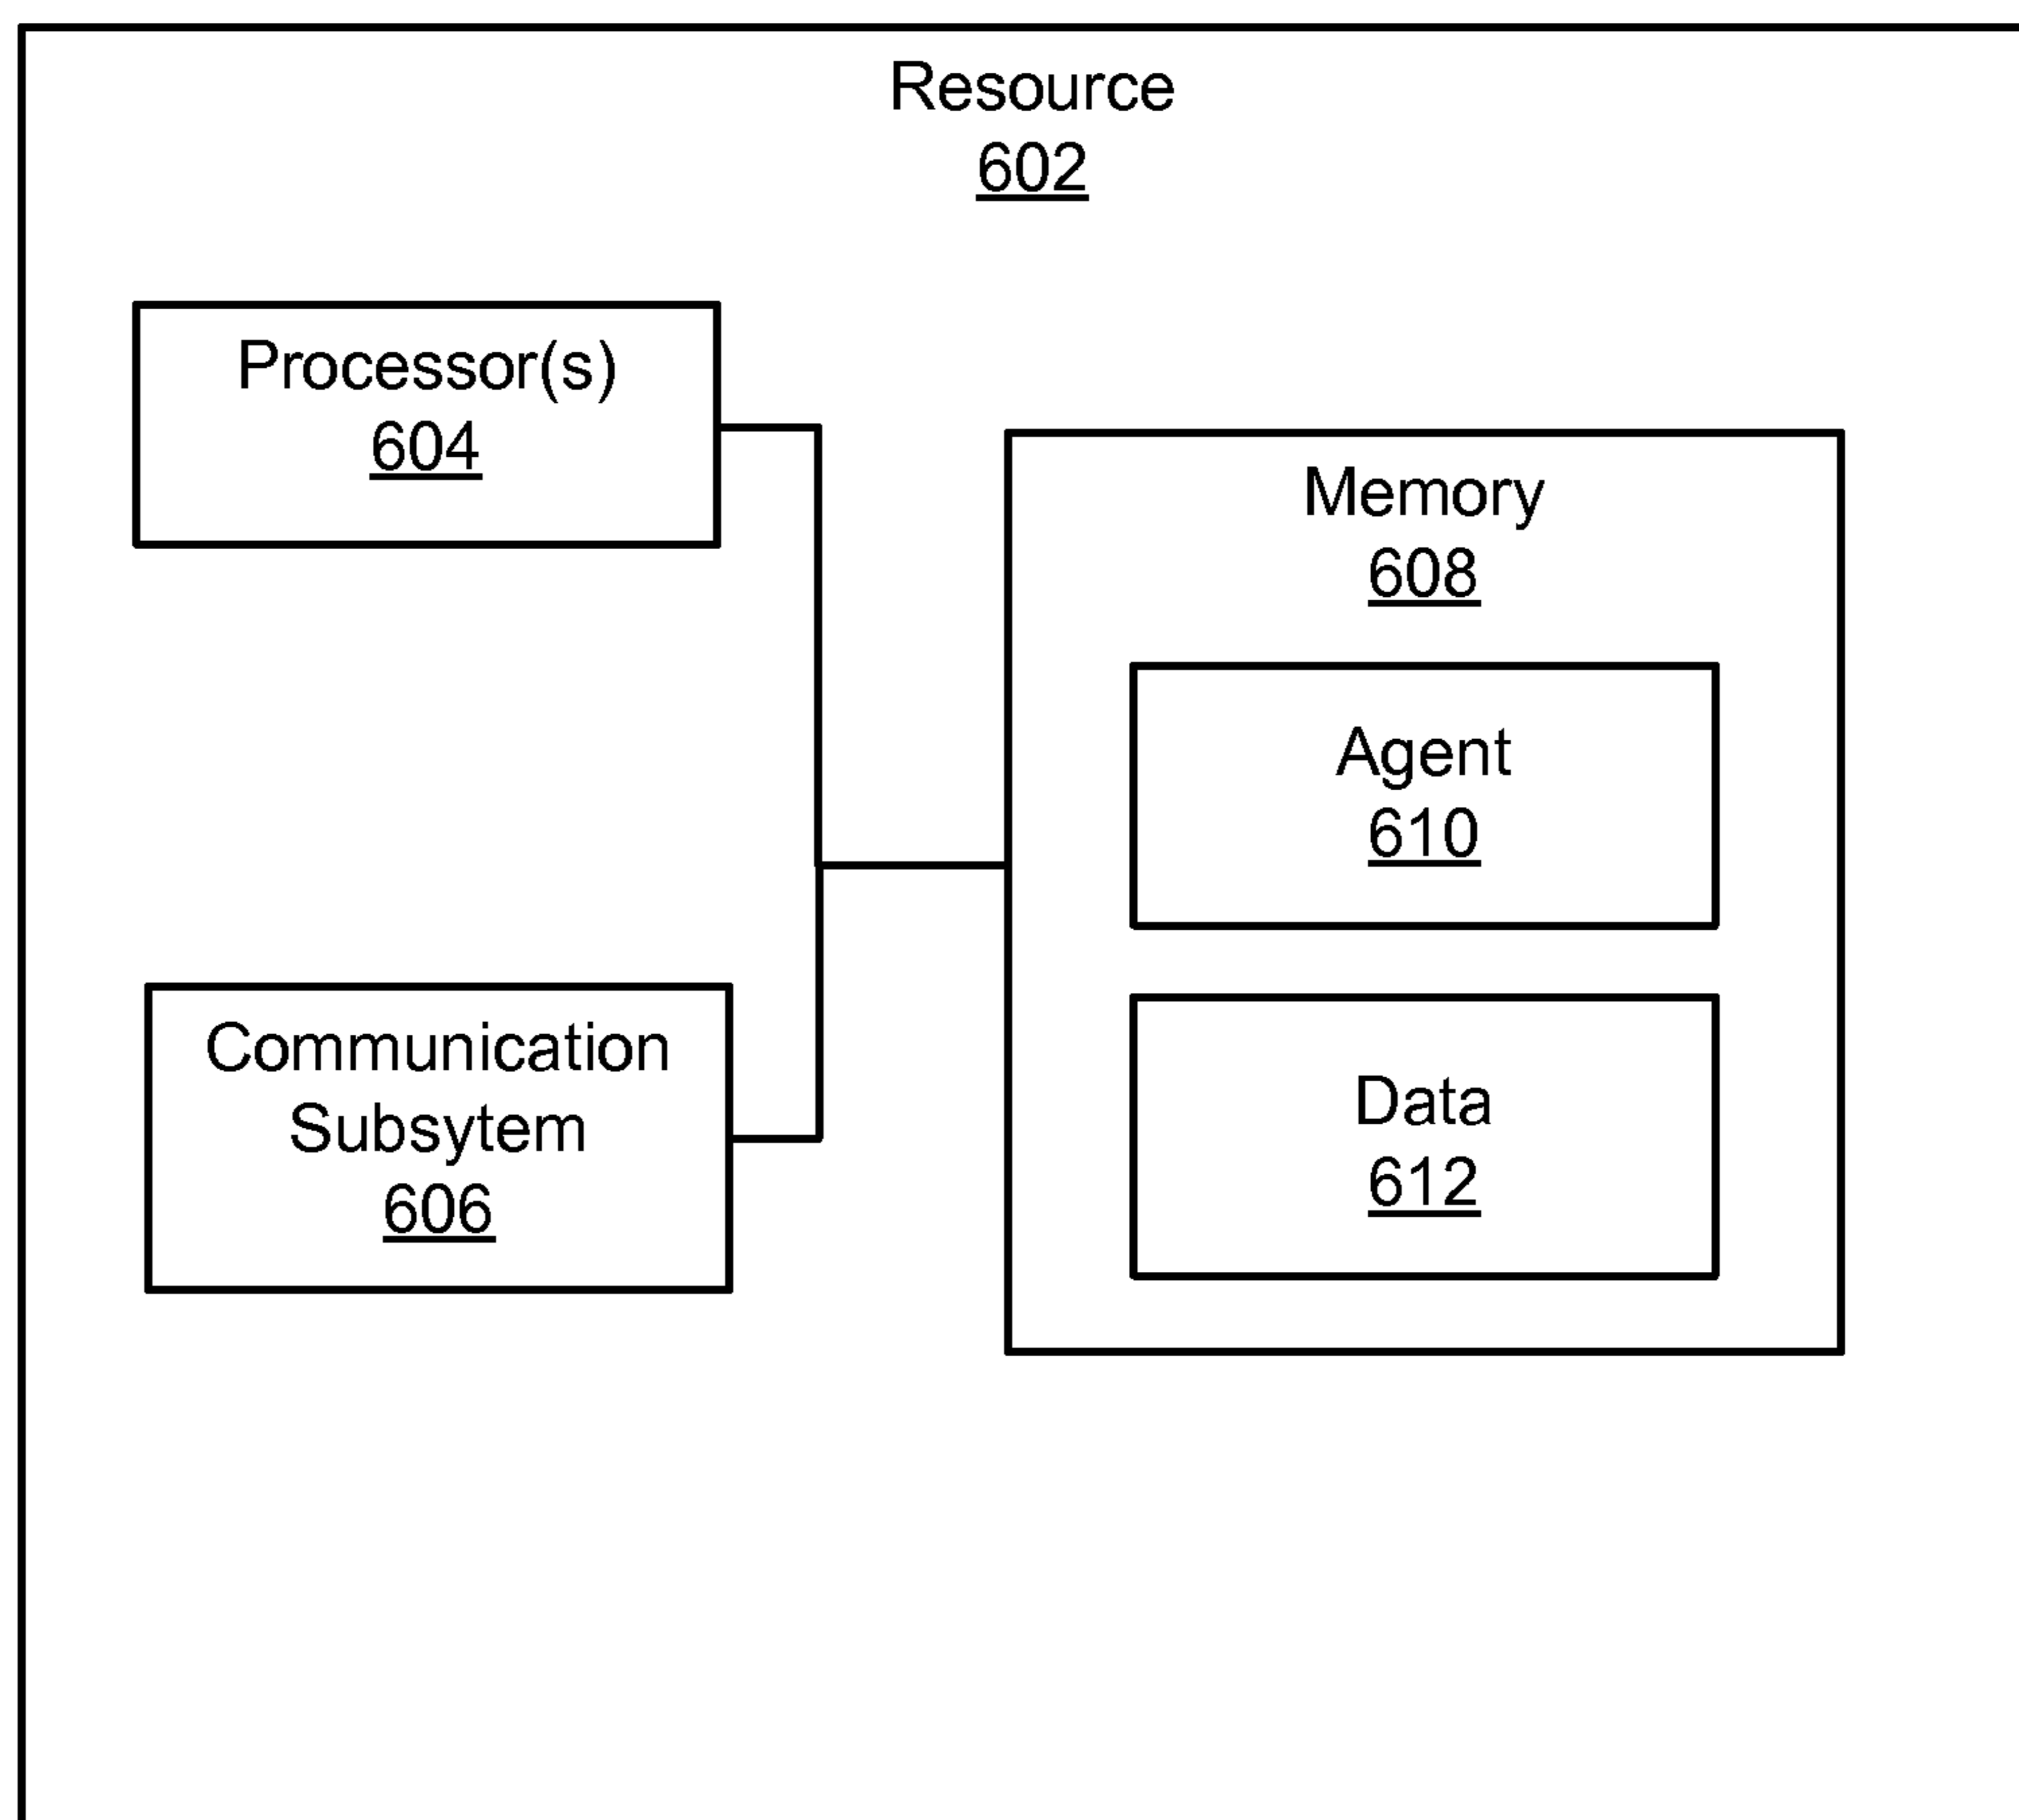 Resource
602
Processor(s)
604
Memory
608
Agent
610
Communication
Subsytem
606
Data
612